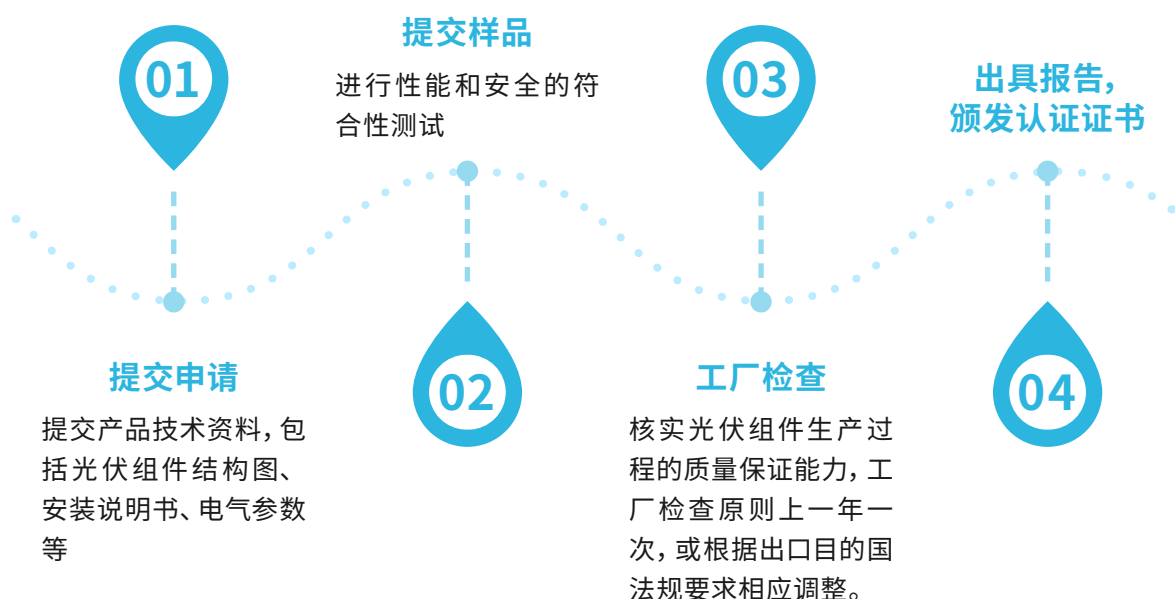 01
提交申请
提交产品技术资料，包
括光伏组件结构图、
安装说明书、电气参数
等
提交样品
进行性能和安全的符
合性测试
02
03
工厂检查
核实光伏组件生产过
程的质量保证能力，工
厂检查原则上一年一
次，或根据出口目的国
法规要求相应调整。
出具报告，
颁发认证证书
04